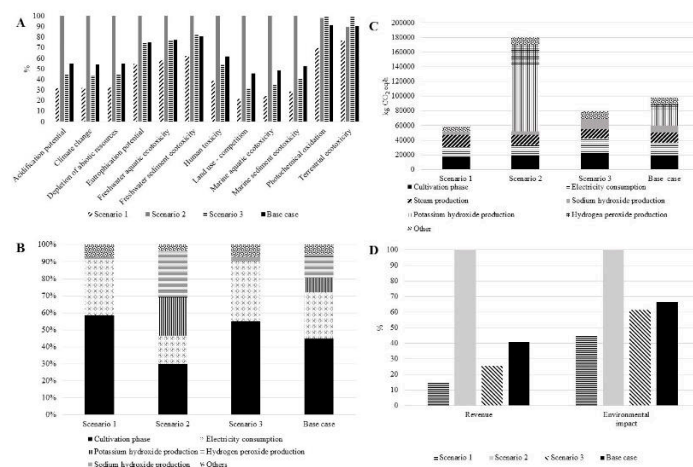 A
100
90
80
70
60
50
40
30
20
10
0
%
Acidification potential
Climate change
Depletion of abiotic resources
Eutrophication potential
Freshwater aquatic ecotoxicity
Freshwater sediment ecotoxicity
Human toxicity
Land use - competition
Marine aquatic ecotoxicity
Marine sediment ecotoxicity
Photochemical oxidation
Terrestrial ecotoxicity
Scenario 1 Scenario 2 Scenario 3 Base case
B
100%
90%
80%
70%
60%
50%
40%
30%
20%
10%
0%
Scenario 1 Scenario 2 Scenario 3 Base case
Cultivation phase Electricity consumption
Potassium hydroxide production Hydrogen peroxide production
Sodium hydroxide production Others
C
200000
180000
160000
140000
120000
100000
80000
60000
40000
20000
0
kg CO2 eqh
Scenario 1 Scenario 2 Scenario 3 Base case
Cultivation phase Electricity consumption
Steam production Sodium hydroxide production
Potassium hydroxide production Hydrogen peroxide production
Other
D
100
90
80
70
60
50
40
30
20
10
0
%
Revenue Environmental
impact
Scenario 1 Scenario 2 Scenario 3 Base case